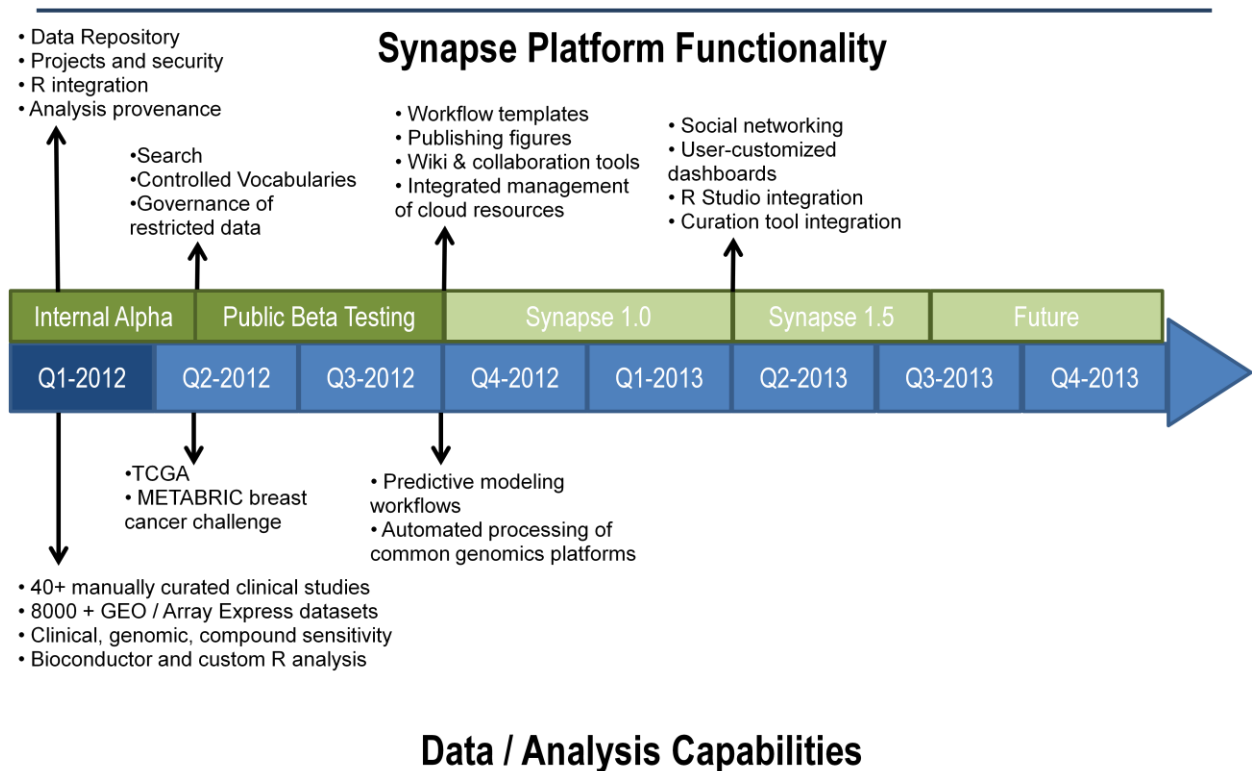 • Data Repository
• Projects and security
• R integration
• Analysis provenance
Synapse Platform Functionality
• Search
•Controlled Vocabularies
•Governance of
restricted data
• Workflow templates
• Publishing figures
• Wiki & collaboration tools
• Integrated management
of cloud resources
• Social networking
• User-customized
dashboards
• R Studio integration
• Curation tool integration
Internal Alpha
Public Beta Testing
Synapse 1.0
Synapse 1.5
Future
Q1-2012
Q2-2012
Q3-2012
Q4-2012
Q1-2013
Q2-2013
Q3-2013
Q4-2013
•TCGA
• METABRIC breast
cancer challenge
• Predictive modeling
workflows
• Automated processing of
common genomics platforms
• 40+ manually curated clinical studies
• 8000 + GEO / Array Express datasets
• Clinical, genomic, compound sensitivity
• Bioconductor and custom R analysis
Data / Analysis Capabilities